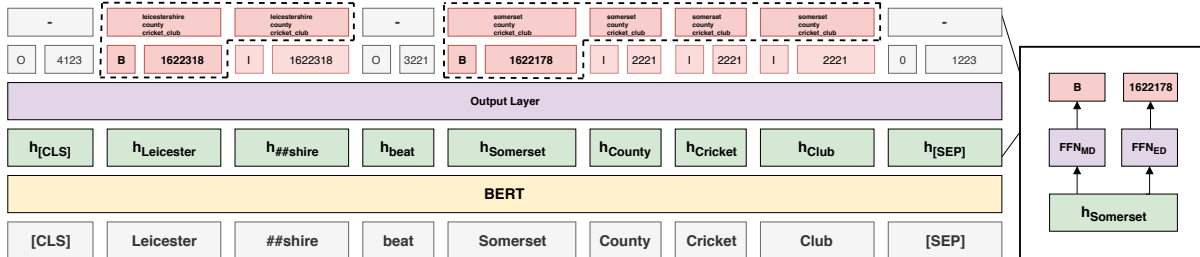 - leicestershire leicestershire - somerset somerset somerset somerset -
county county county county county county
cricket_club cricket_club cricket_club cricket_club cricket_club cricket_club
O 4123 B 1622318 I 1622318 O 3221 B 1622178 I 2221 I 2221 I 2221 0 1223
Output Layer
h[CLS] hLeicester h##shire hbeat hSomerset hCounty hCricket hClub h[SEP]
BERT
[CLS] Leicester ##shire beat Somerset County Cricket Club [SEP]
B 1622178
FFNMD FFNED
hSomerset